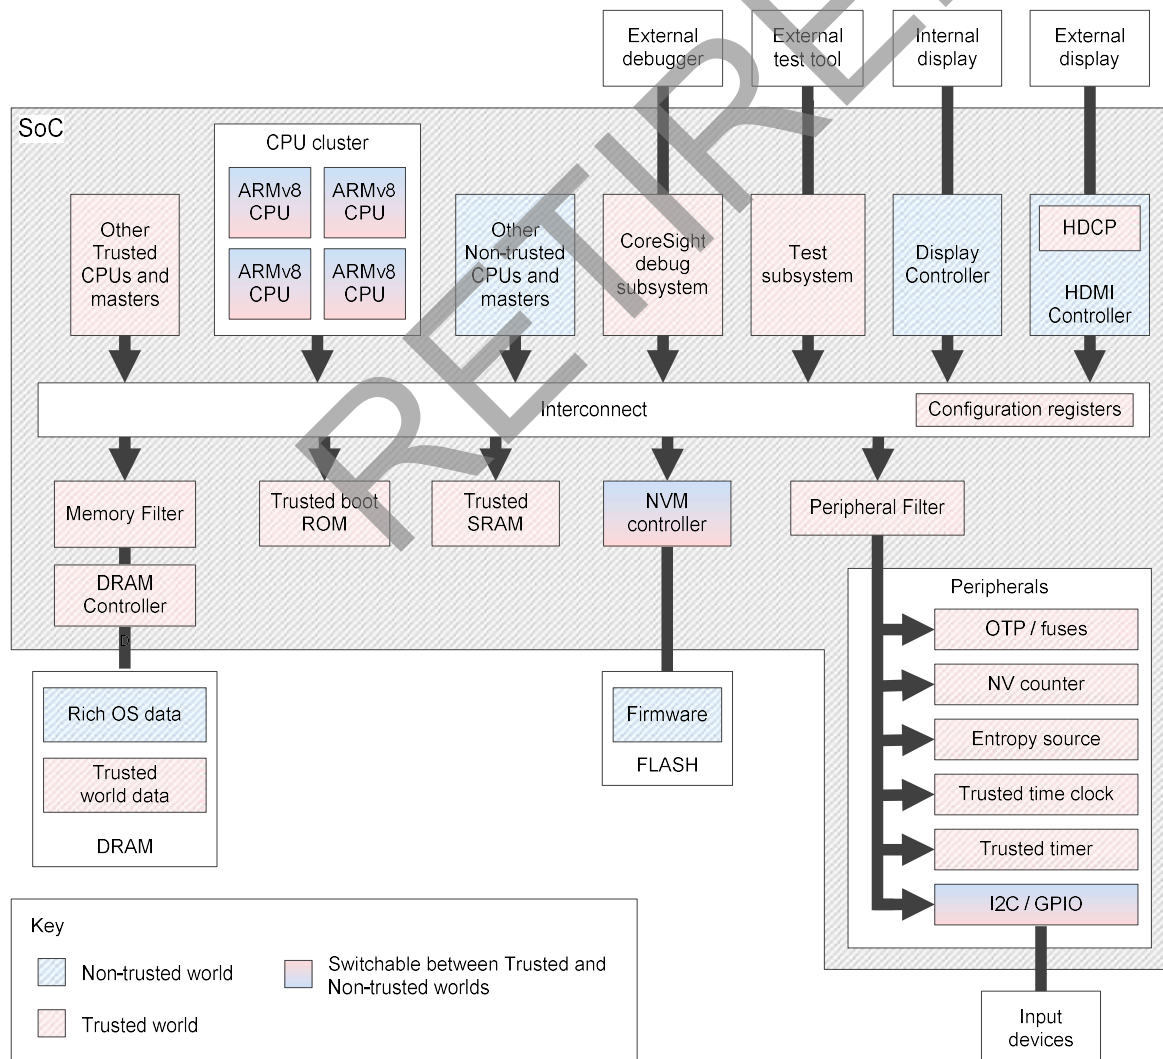 External
debugger
External
test tool
Internal
display
External
display
SoC
CPU cluster
ARMv8
CPU
ARMv8
CPU
ARMv8
CPU
ARMv8
CPU
Other
Trusted
CPUs and
masters
Other
Non-trusted
CPUs and
masters
CoreSight
debug
subsystem
Test
subsystem
Display
Controller
HDCP
HDMI
Controller
Interconnect
Configuration registers
Memory Filter
Trusted boot
ROM
Trusted
SRAM
NVM
controller
Peripheral Filter
DRAM
Controller
D
Peripherals
OTP / fuses
NV counter
Entropy source
Trusted time clock
Trusted timer
I2C / GPIO
Rich OS data
Trusted
world data
DRAM
Firmware
FLASH
Key
Non-trusted world
Trusted world
Switchable between Trusted and
Non-trusted worlds
Input
devices
RETIRE